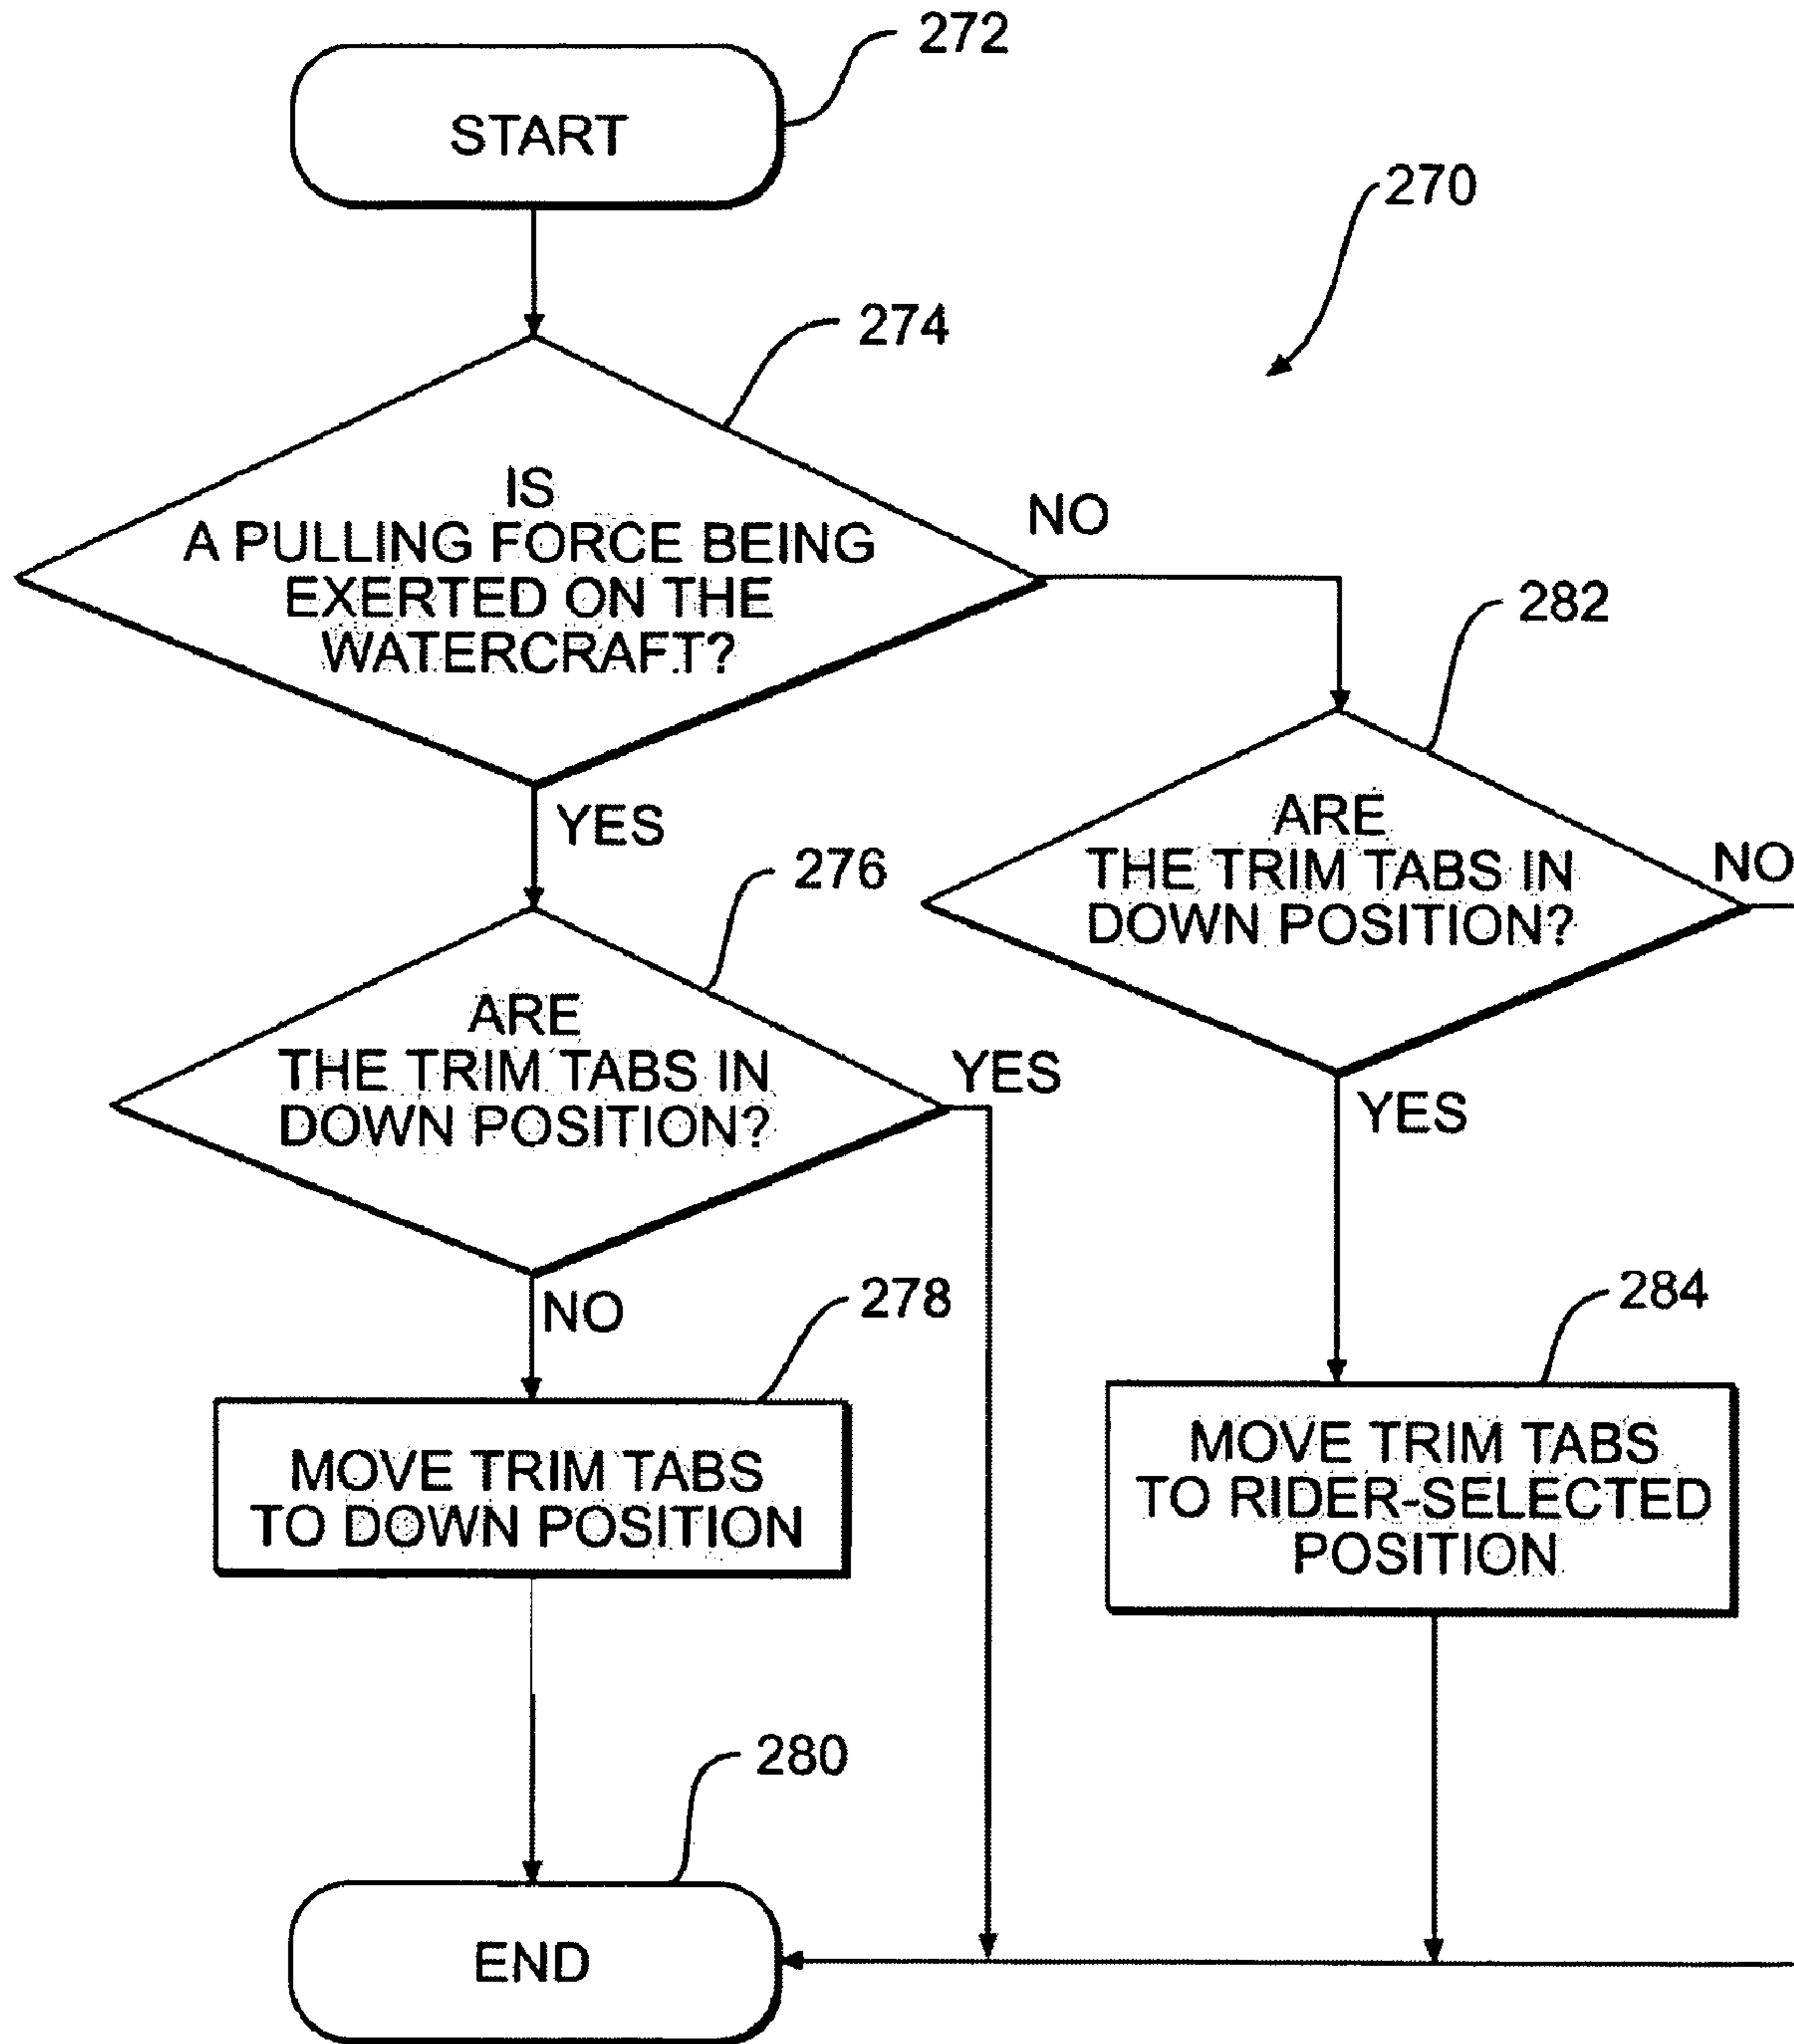 272
START
270
274
IS
A PULLING FORCE BEING
EXERTED ON THE
WATERCRAFT?
NO
YES
282
ARE
THE TRIM TABS IN
DOWN POSITION?
NO
YES
276
ARE
THE TRIM TABS IN
DOWN POSITION?
YES
NO
278
MOVE TRIM TABS
TO DOWN POSITION
284
MOVE TRIM TABS
TO RIDER-SELECTED
POSITION
280
END